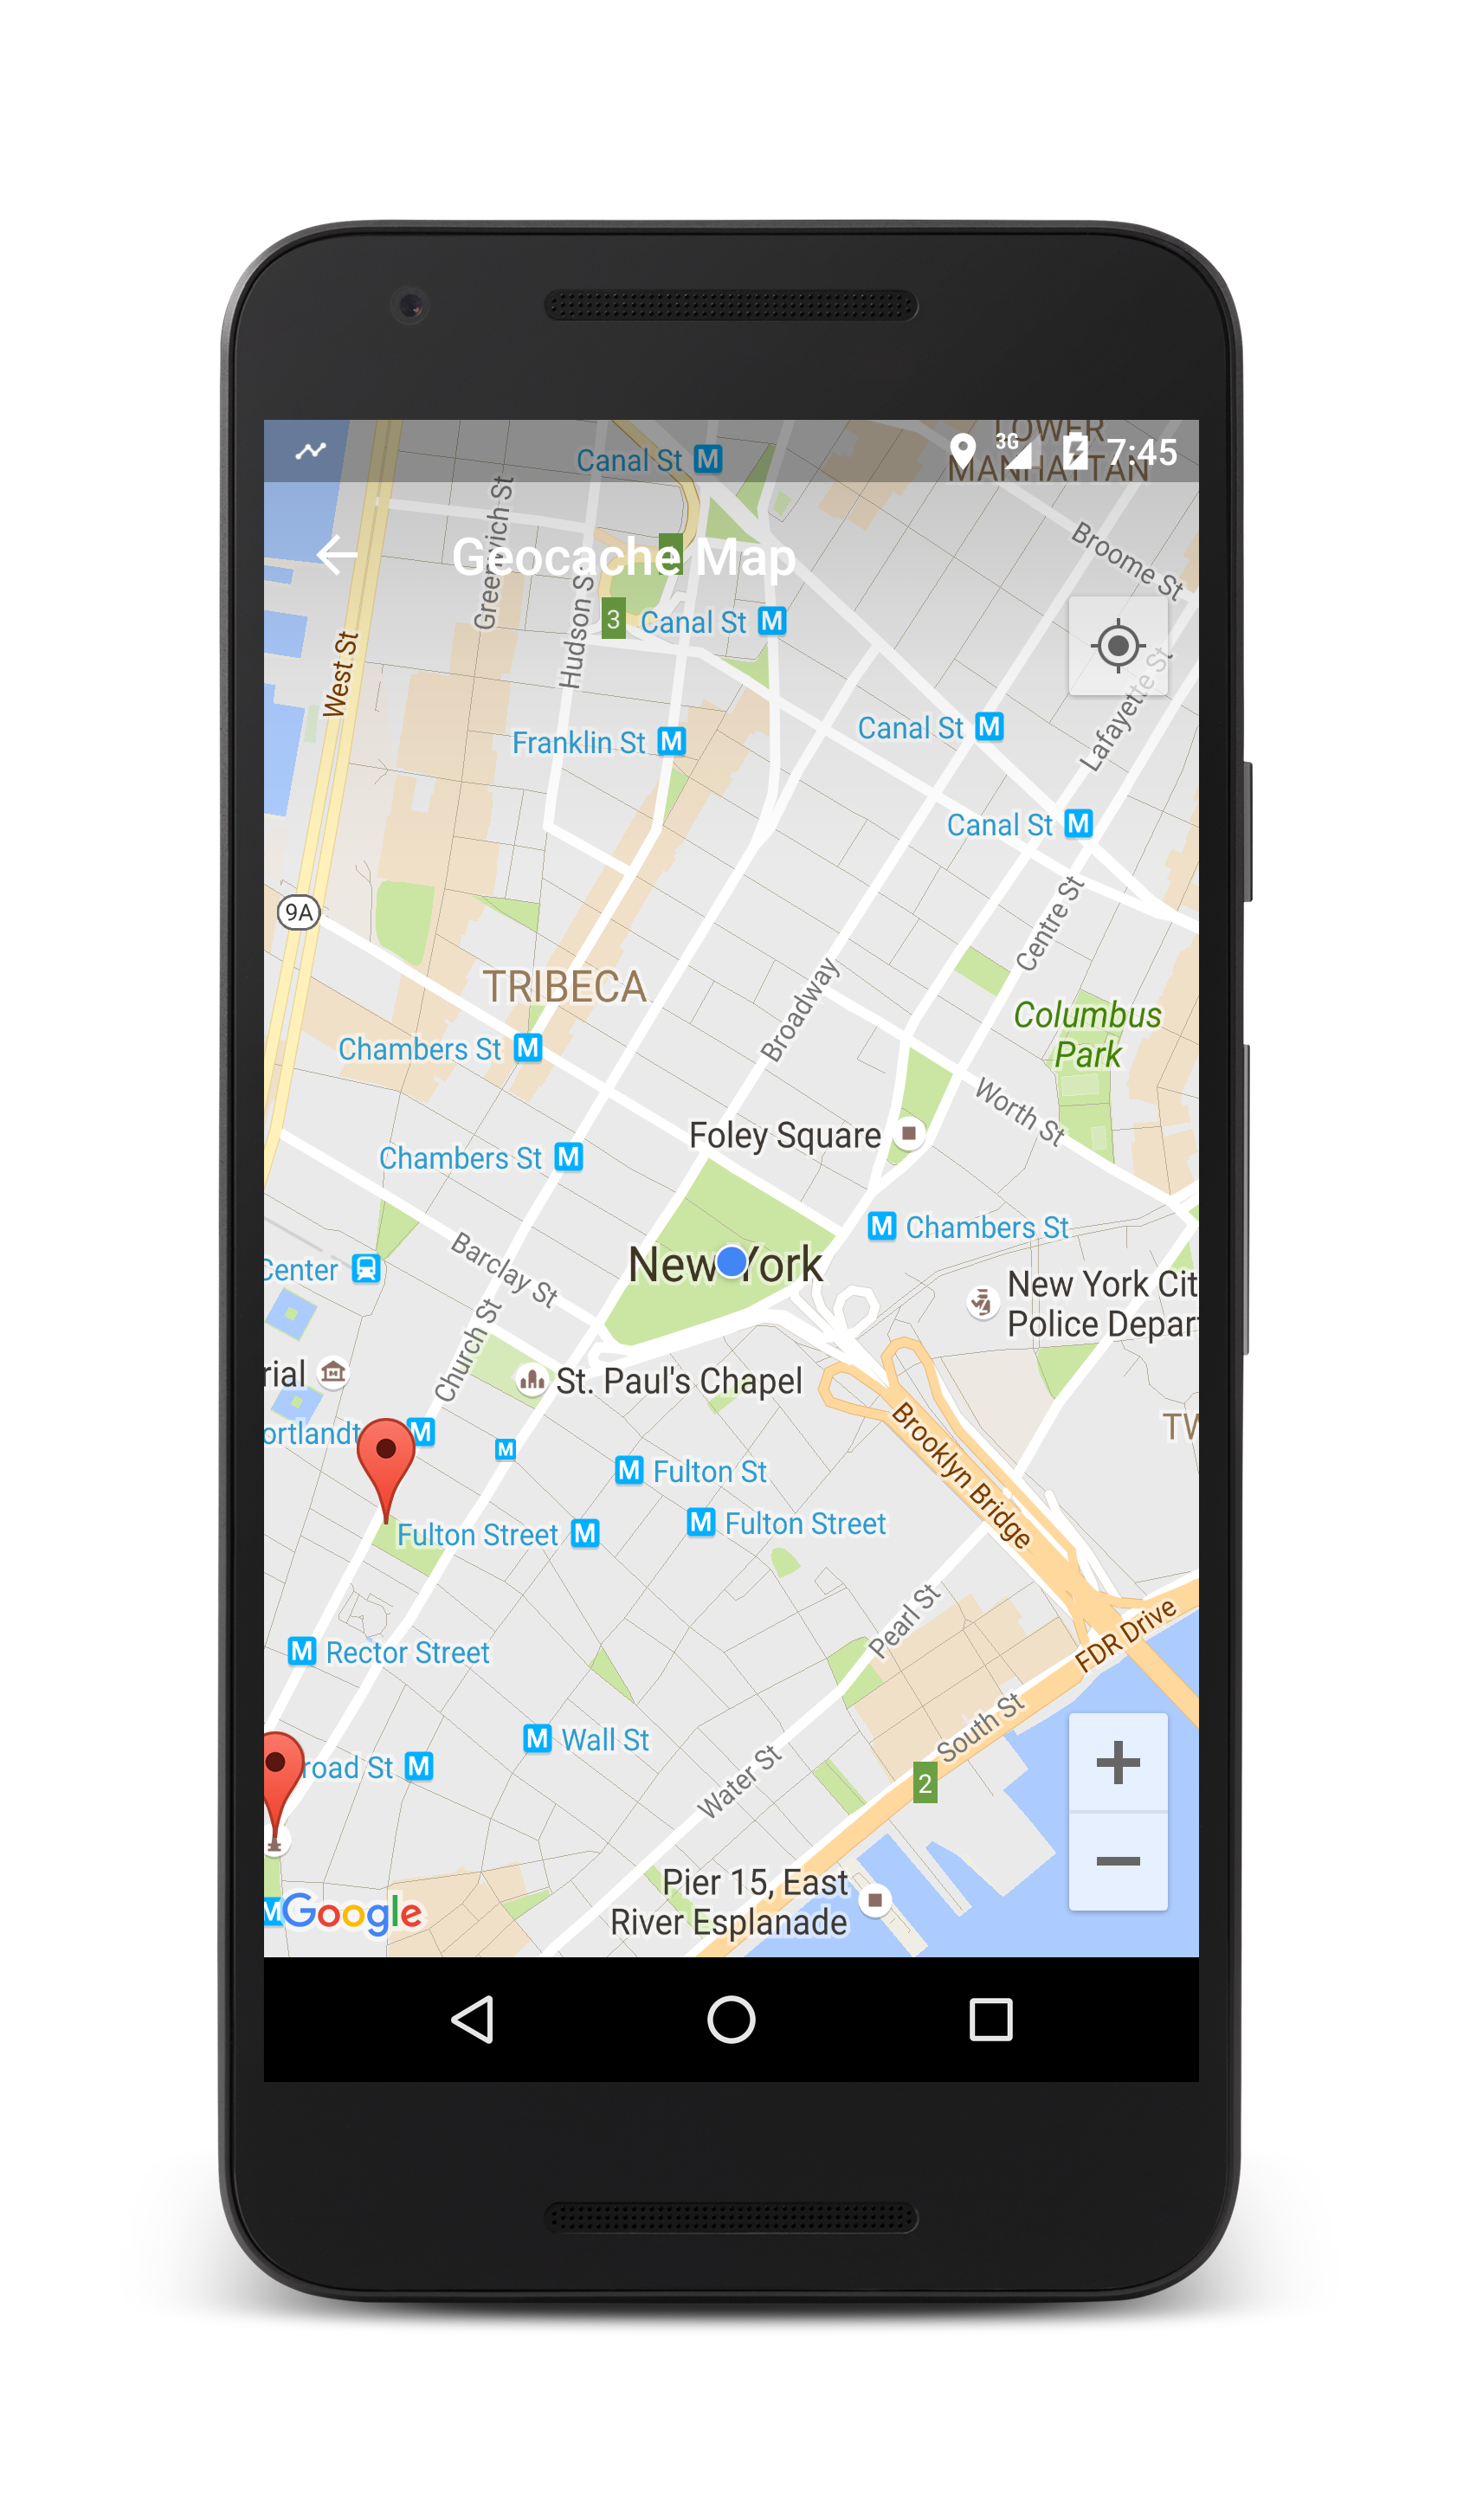 LOWER
MANHATTAN
3G
7:45
Canal St M
Greenwich St
Geocache Map
Broome St
Hudson S
3
Canal St M
West St
Lafayette St
Franklin St M
Canal St M
Canal St M
9A
Centre St
TRIBECA
Broadway
Columbus
Park
Chambers St M
Worth St
Foley Square
Chambers St M
M Chambers St
Barclay St
Center
New York
New York Cit
Police Depar
Church St
rial
St. Paul's Chapel
ortlandt M
M
TW
Brooklyn Bridge
M Fulton St
M Fulton Street
Fulton Street M
Pearl St
FDR Drive
M Rector Street
South St
M Wall St
road St M
Water St
2
Pier 15, East
River Esplanade
M
Google